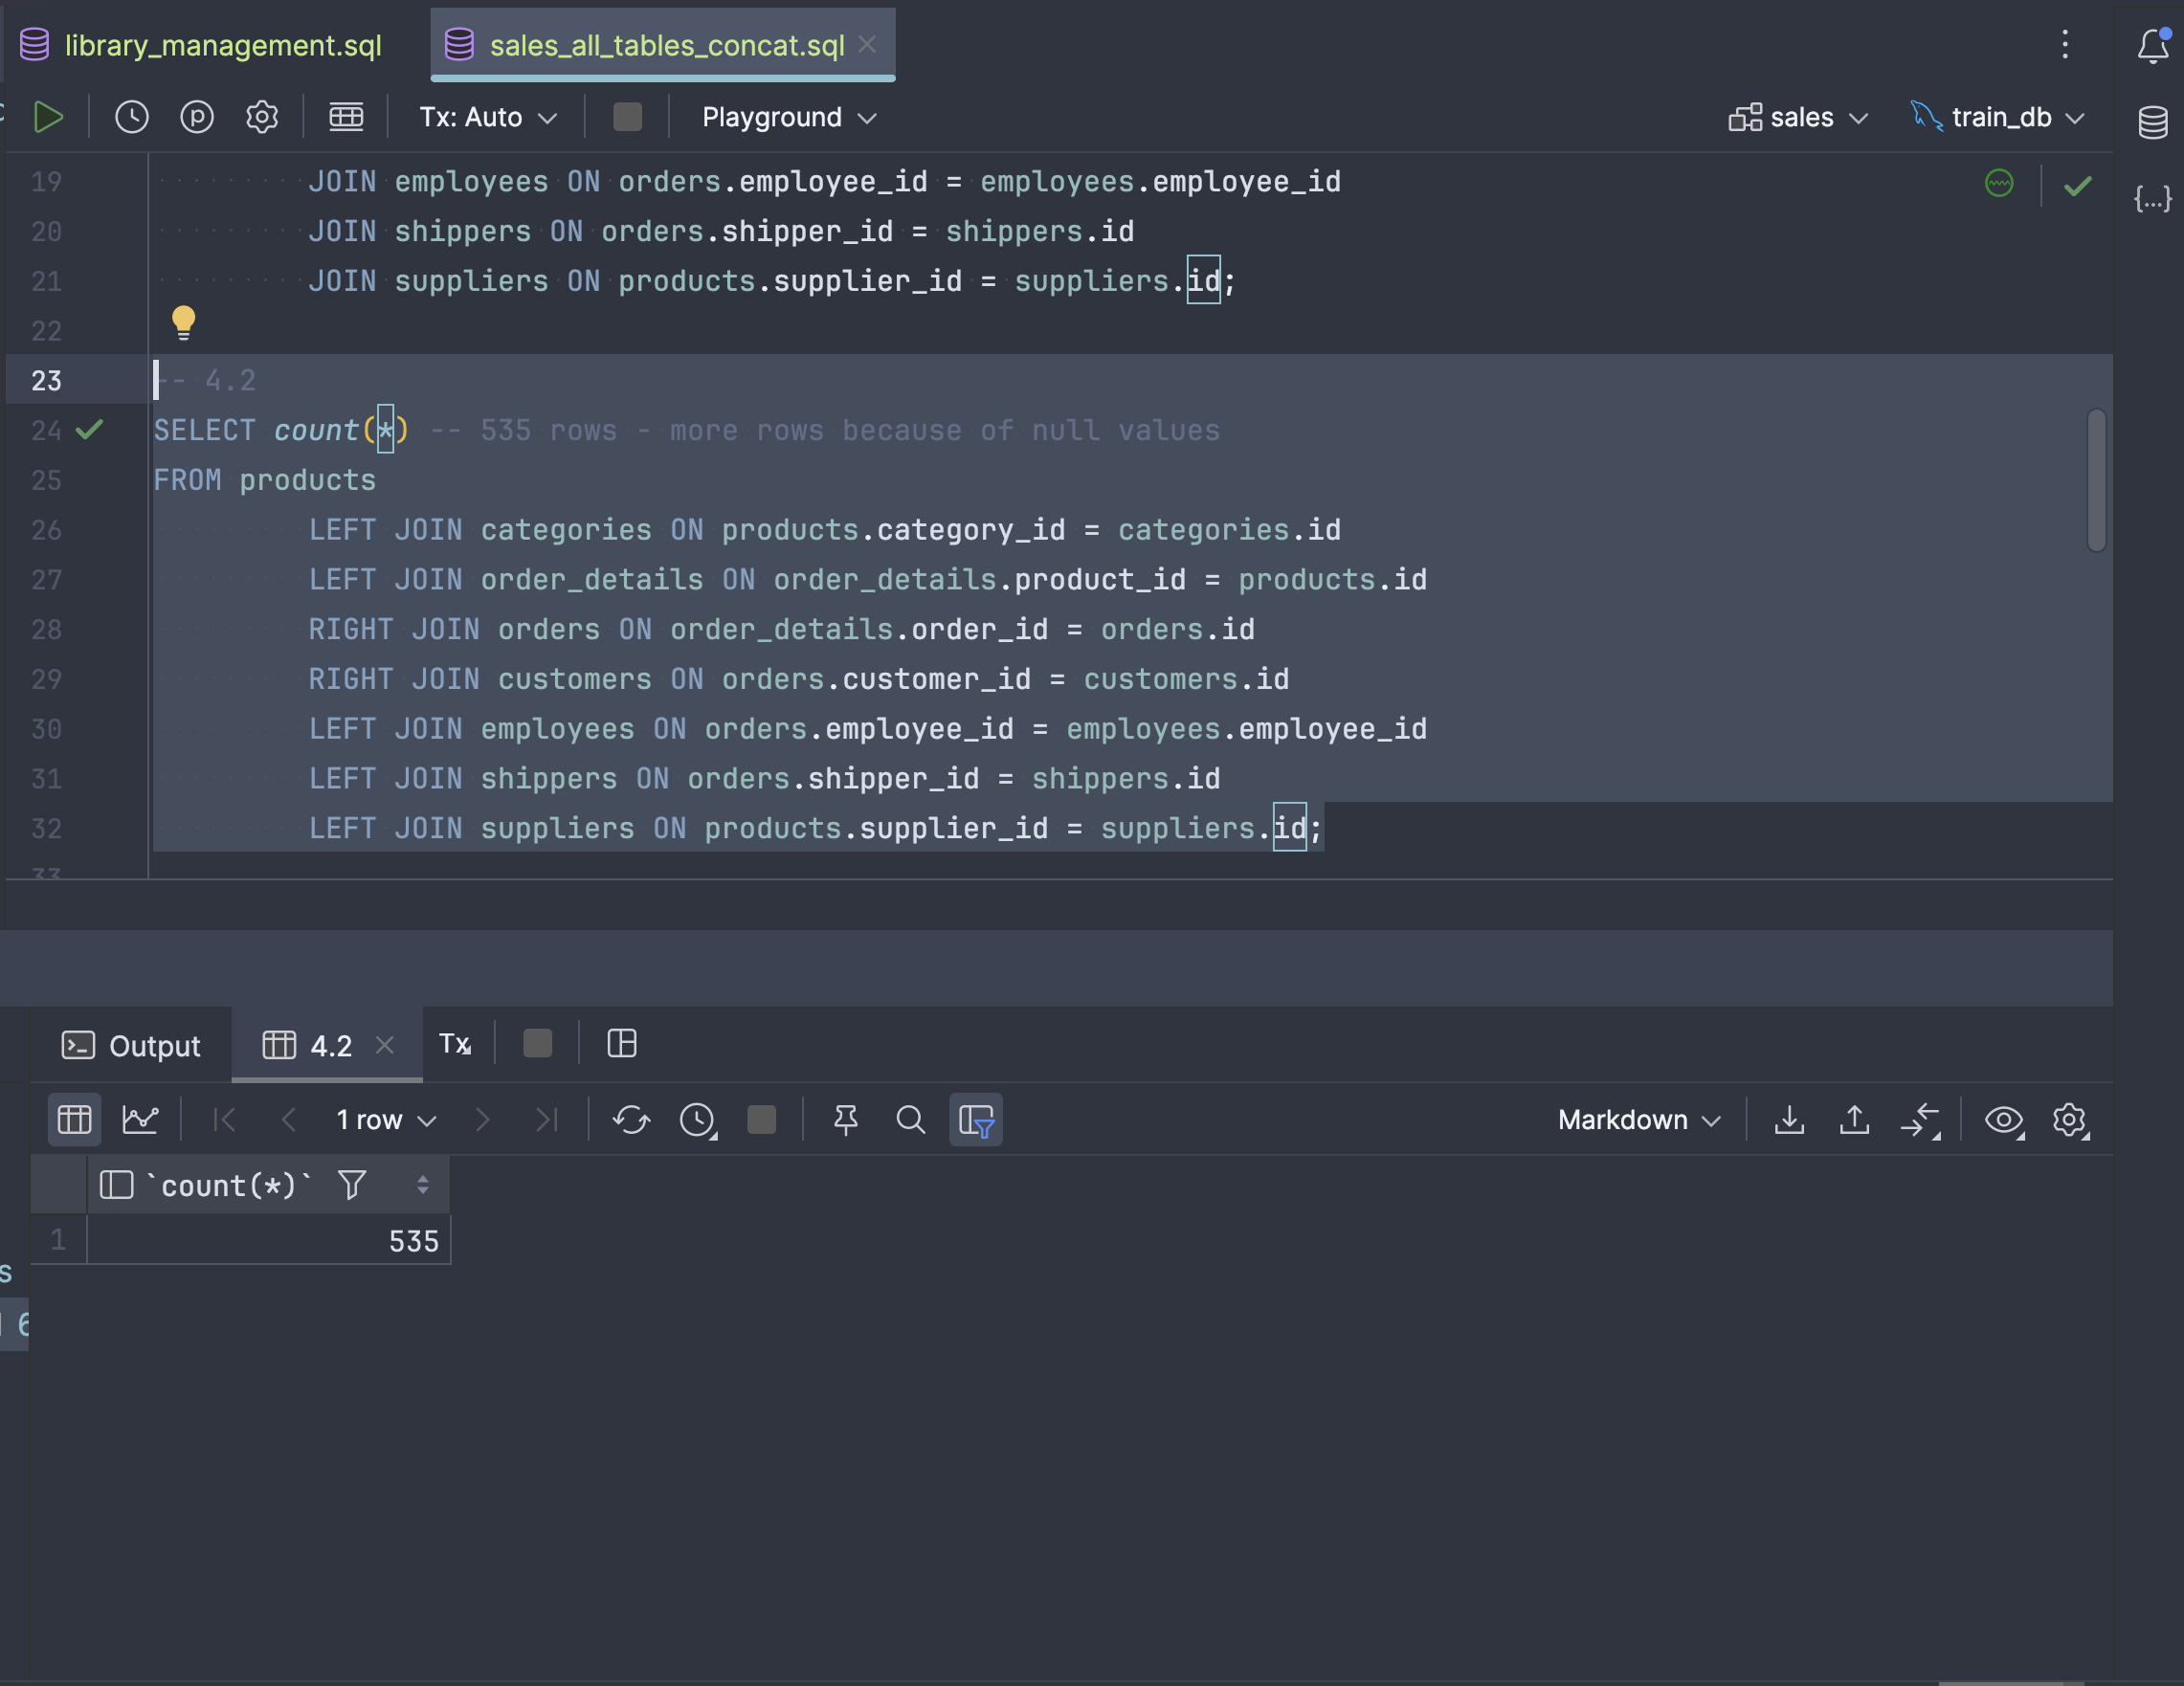 library_management.sql
sales_all_tables_concat.sql
Tx: Auto
Playground
sales
train_db
19 JOIN employees ON orders.employee_id = employees.employee_id
20 JOIN shippers ON orders.shipper_id = shippers.id
21 JOIN suppliers ON products.supplier_id = suppliers.id;
22
23 -- 4.2
24 SELECT count(*) -- 535 rows - more rows because of null values
25 FROM products
26 LEFT JOIN categories ON products.category_id = categories.id
27 LEFT JOIN order_details ON order_details.product_id = products.id
28 RIGHT JOIN orders ON order_details.order_id = orders.id
29 RIGHT JOIN customers ON orders.customer_id = customers.id
30 LEFT JOIN employees ON orders.employee_id = employees.employee_id
31 LEFT JOIN shippers ON orders.shipper_id = shippers.id
32 LEFT JOIN suppliers ON products.supplier_id = suppliers.id;
33
Output
4.2
Tx
1 row
Markdown
`count(*)`
1 535
s
6